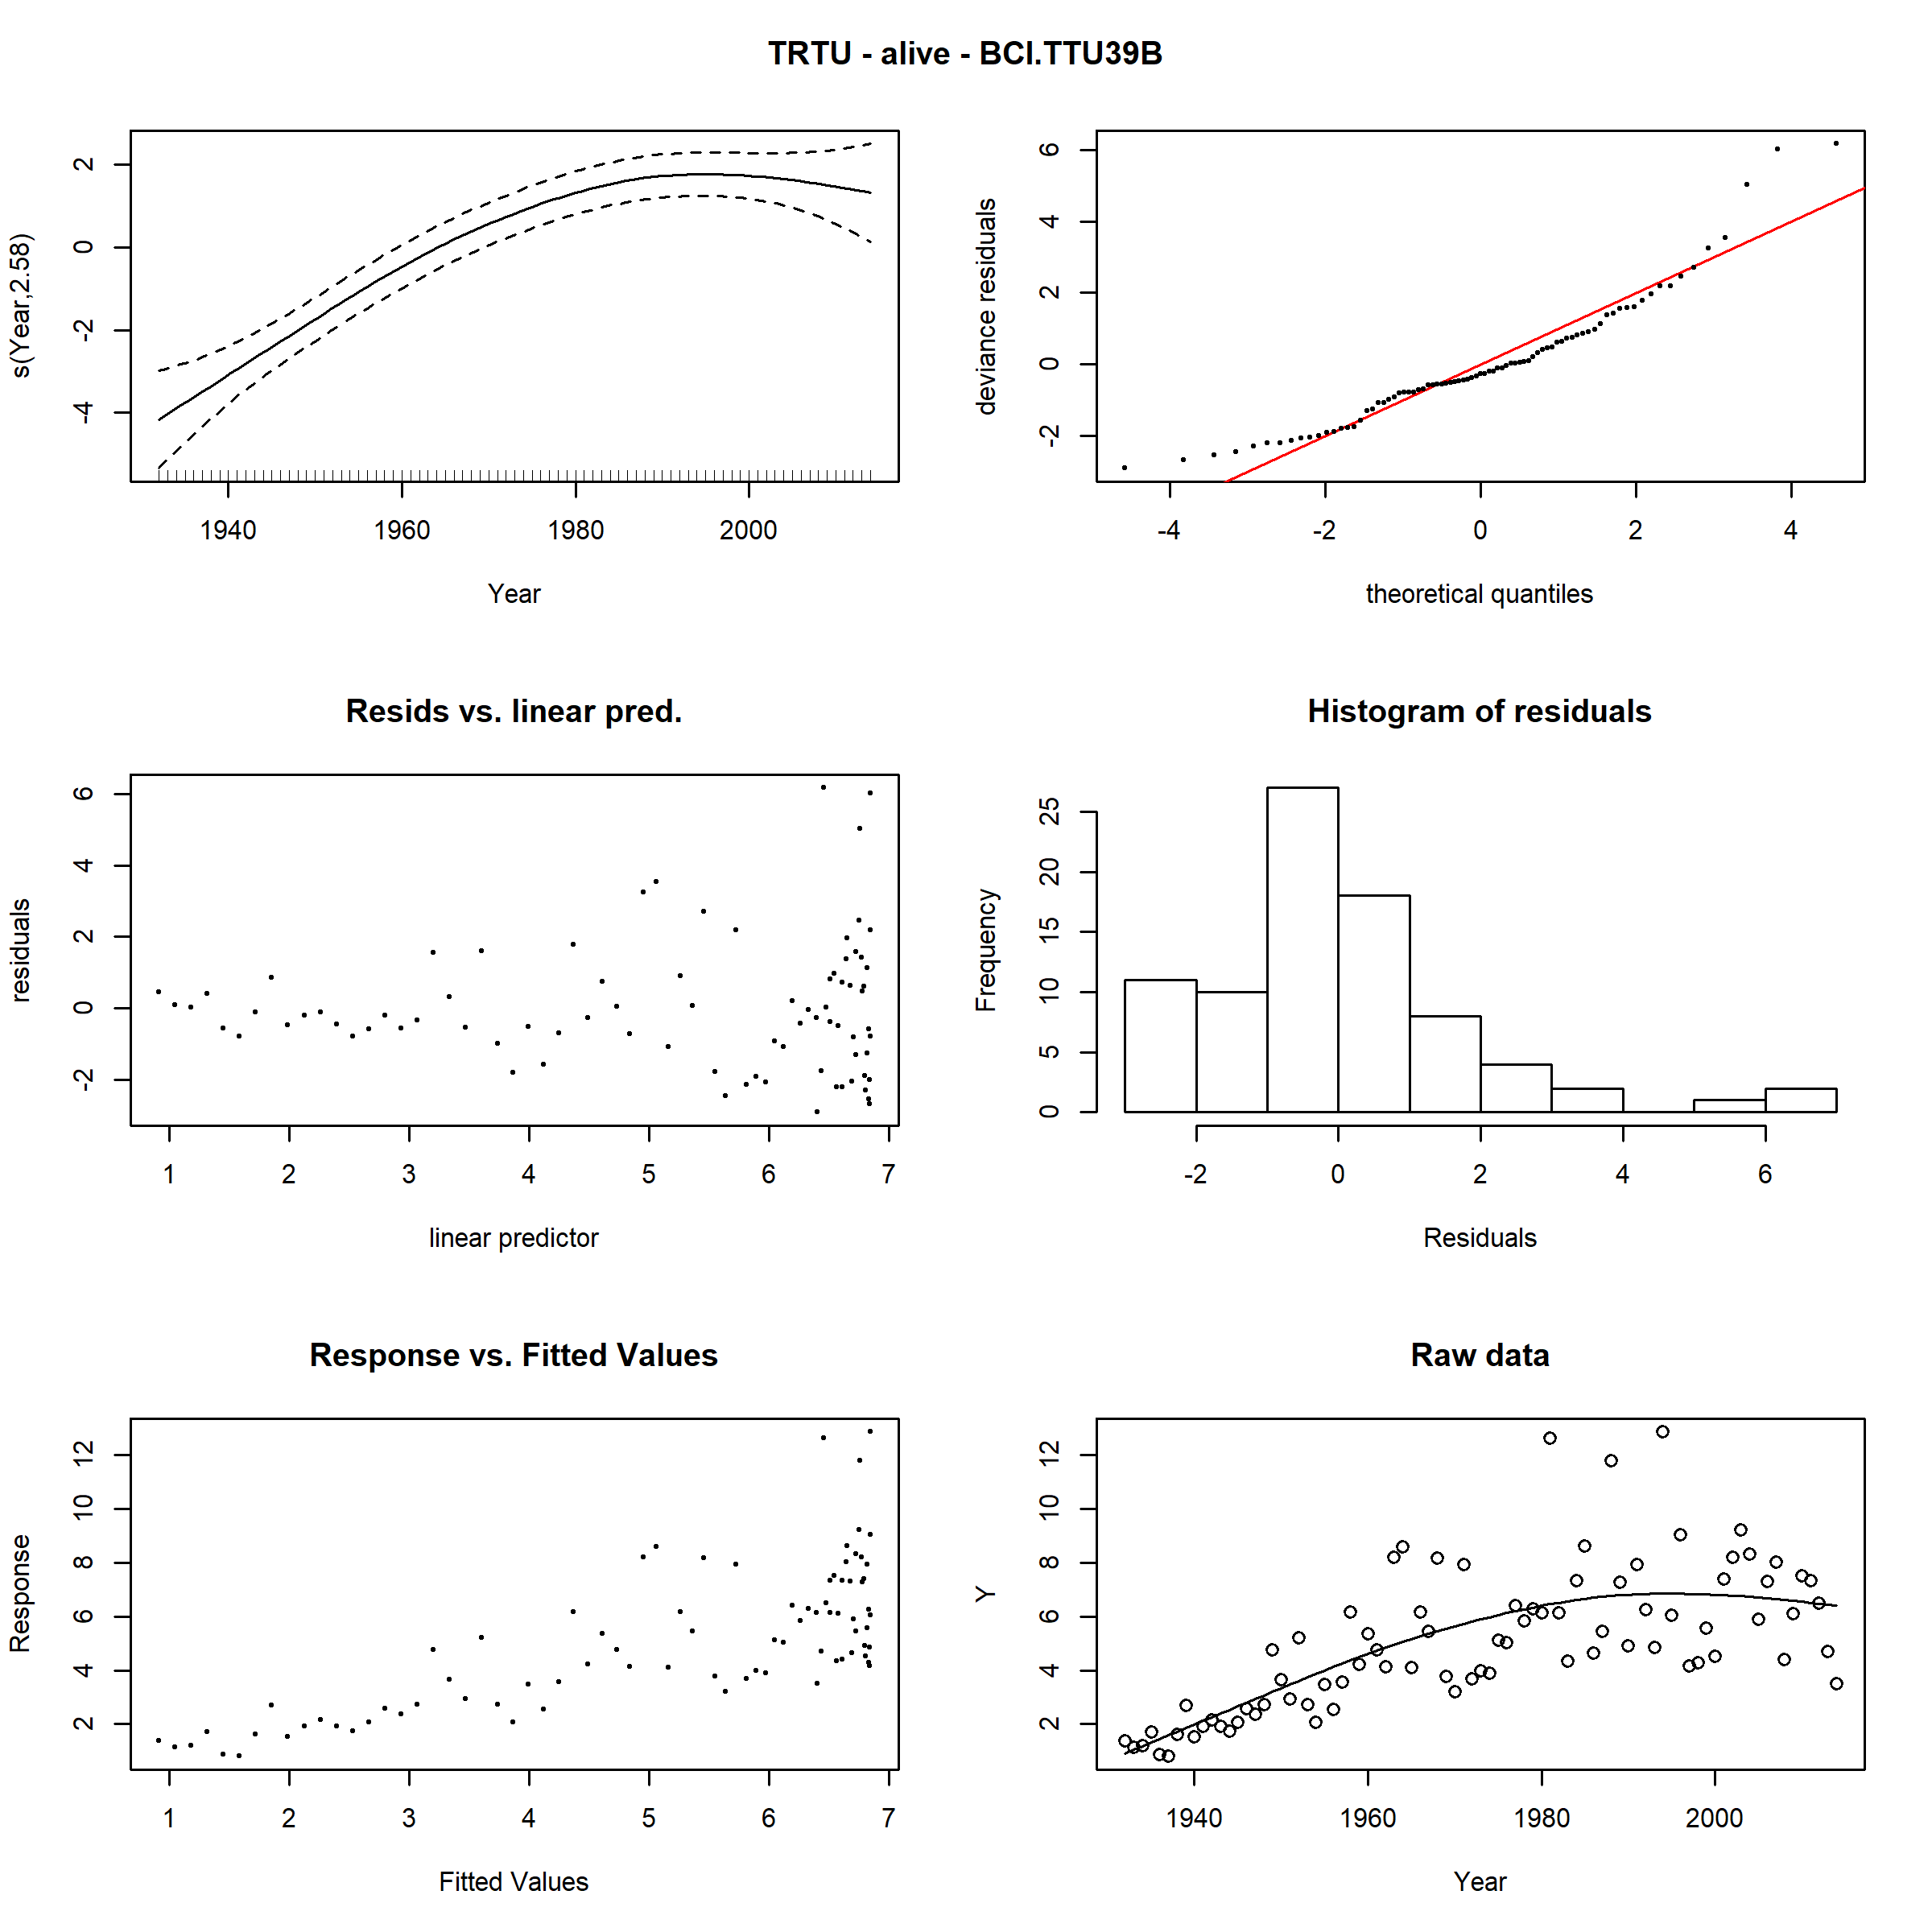 TRTU - alive - BCI.TTU39B
s(Year,2.58)
2
0
-2
-4
1940 1960 1980 2000
Year
deviance residuals
6
4
2
0
-2
-4 -2 0 2 4
theoretical quantiles
Resids vs. linear pred.
residuals
6
4
2
0
-2
1 2 3 4 5 6 7
linear predictor
Histogram of residuals
Frequency
25
20
15
10
5
0
-2 0 2 4 6
Residuals
Response vs. Fitted Values
Response
12
10
8
6
4
2
1 2 3 4 5 6 7
Fitted Values
Raw data
Y
12
10
8
6
4
2
1940 1960 1980 2000
Year